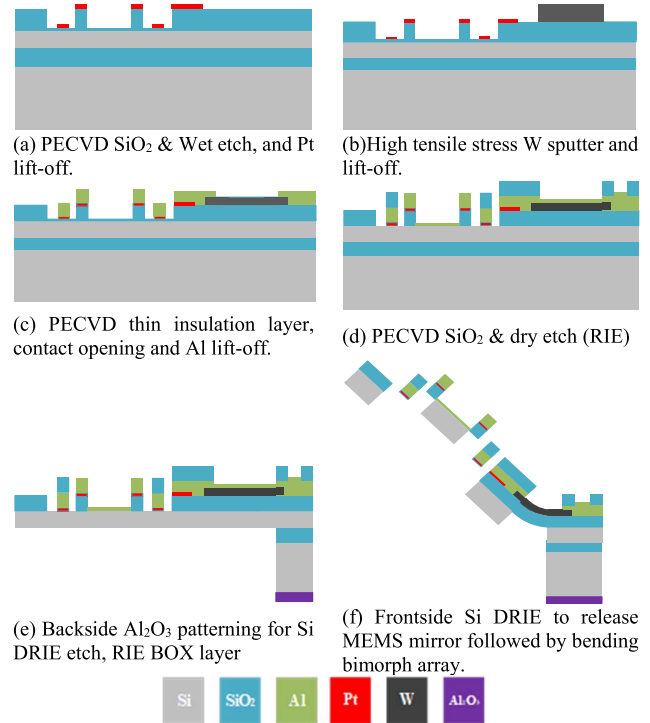 (a) PECVD SiO₂ & Wet etch, and Pt
lift-off.
(b)High tensile stress W sputter and
lift-off.
(c) PECVD thin insulation layer,
contact opening and Al lift-off.
(d) PECVD SiO₂ & dry etch (RIE)
(e) Backside Al₂O₃ patterning for Si
DRIE etch, RIE BOX layer
(f) Frontside Si DRIE to release
MEMS mirror followed by bending
bimorph array.
Si SiO₂ Al Pt W Al₂O₃